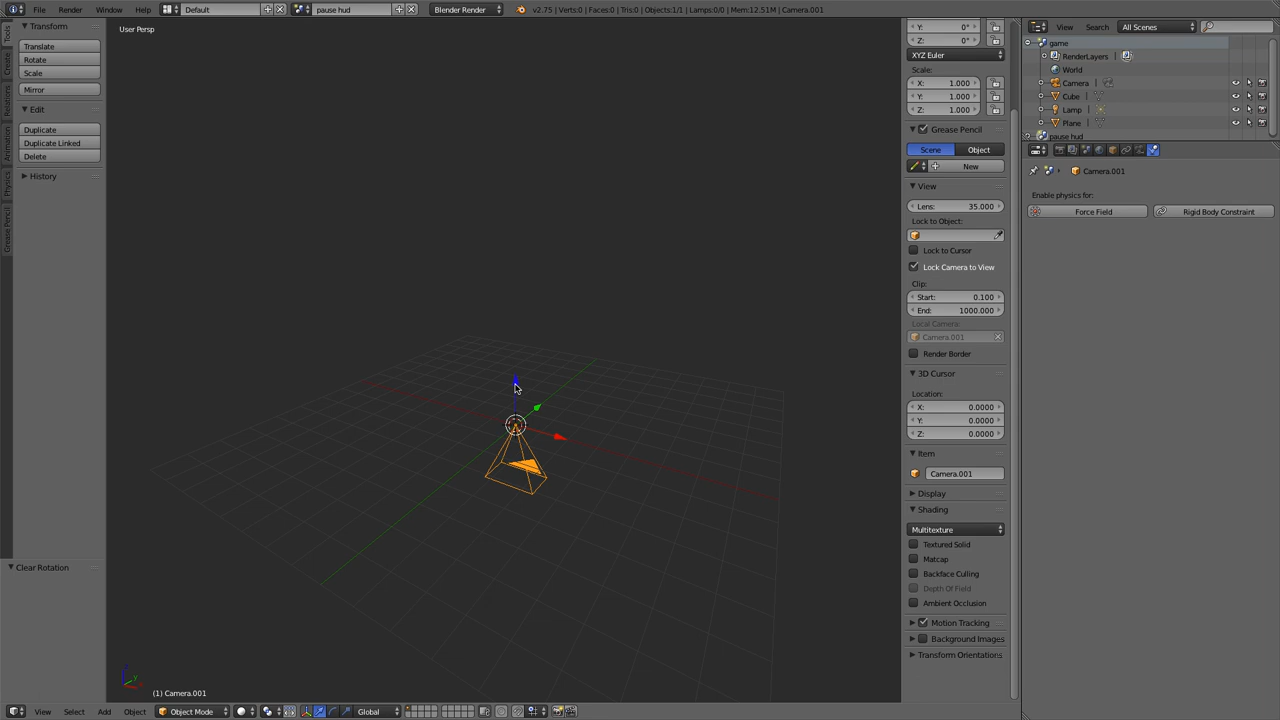 File
Render
Window
Help
Default
pause hud
Blender Render
v2.75 | Verts:0 | Faces:0 | Tris:0 | Objects:1/1 | Lamps:0/0 | Mem:12.51M | Camera.001
Tools
Create
Relations
Animation
Physics
Grease Pencil
Transform
Translate
Rotate
Scale
Mirror
Edit
Duplicate
Duplicate Linked
Delete
History
Clear Rotation
User Persp
(1) Camera.001
Y: 0°
Z: 0°
XYZ Euler
Scale:
X: 1.000
Y: 1.000
Z: 1.000
Grease Pencil
Scene Object
New
View
Lens: 35.000
Lock to Object:
Lock to Cursor
Lock Camera to View
Clip:
Start: 0.100
End: 1000.000
Local Camera:
Camera.001
Render Border
3D Cursor
Location:
X: 0.0000
Y: 0.0000
Z: 0.0000
Item
Camera.001
Display
Shading
Multitexture
Textured Solid
Matcap
Backface Culling
Depth Of Field
Ambient Occlusion
Motion Tracking
Background Images
Transform Orientations
View Search All Scenes
game
RenderLayers
World
Camera
Cube
Lamp
Plane
pause hud
Camera.001
Enable physics for:
Force Field Rigid Body Constraint
View Select Add Object Object Mode Global